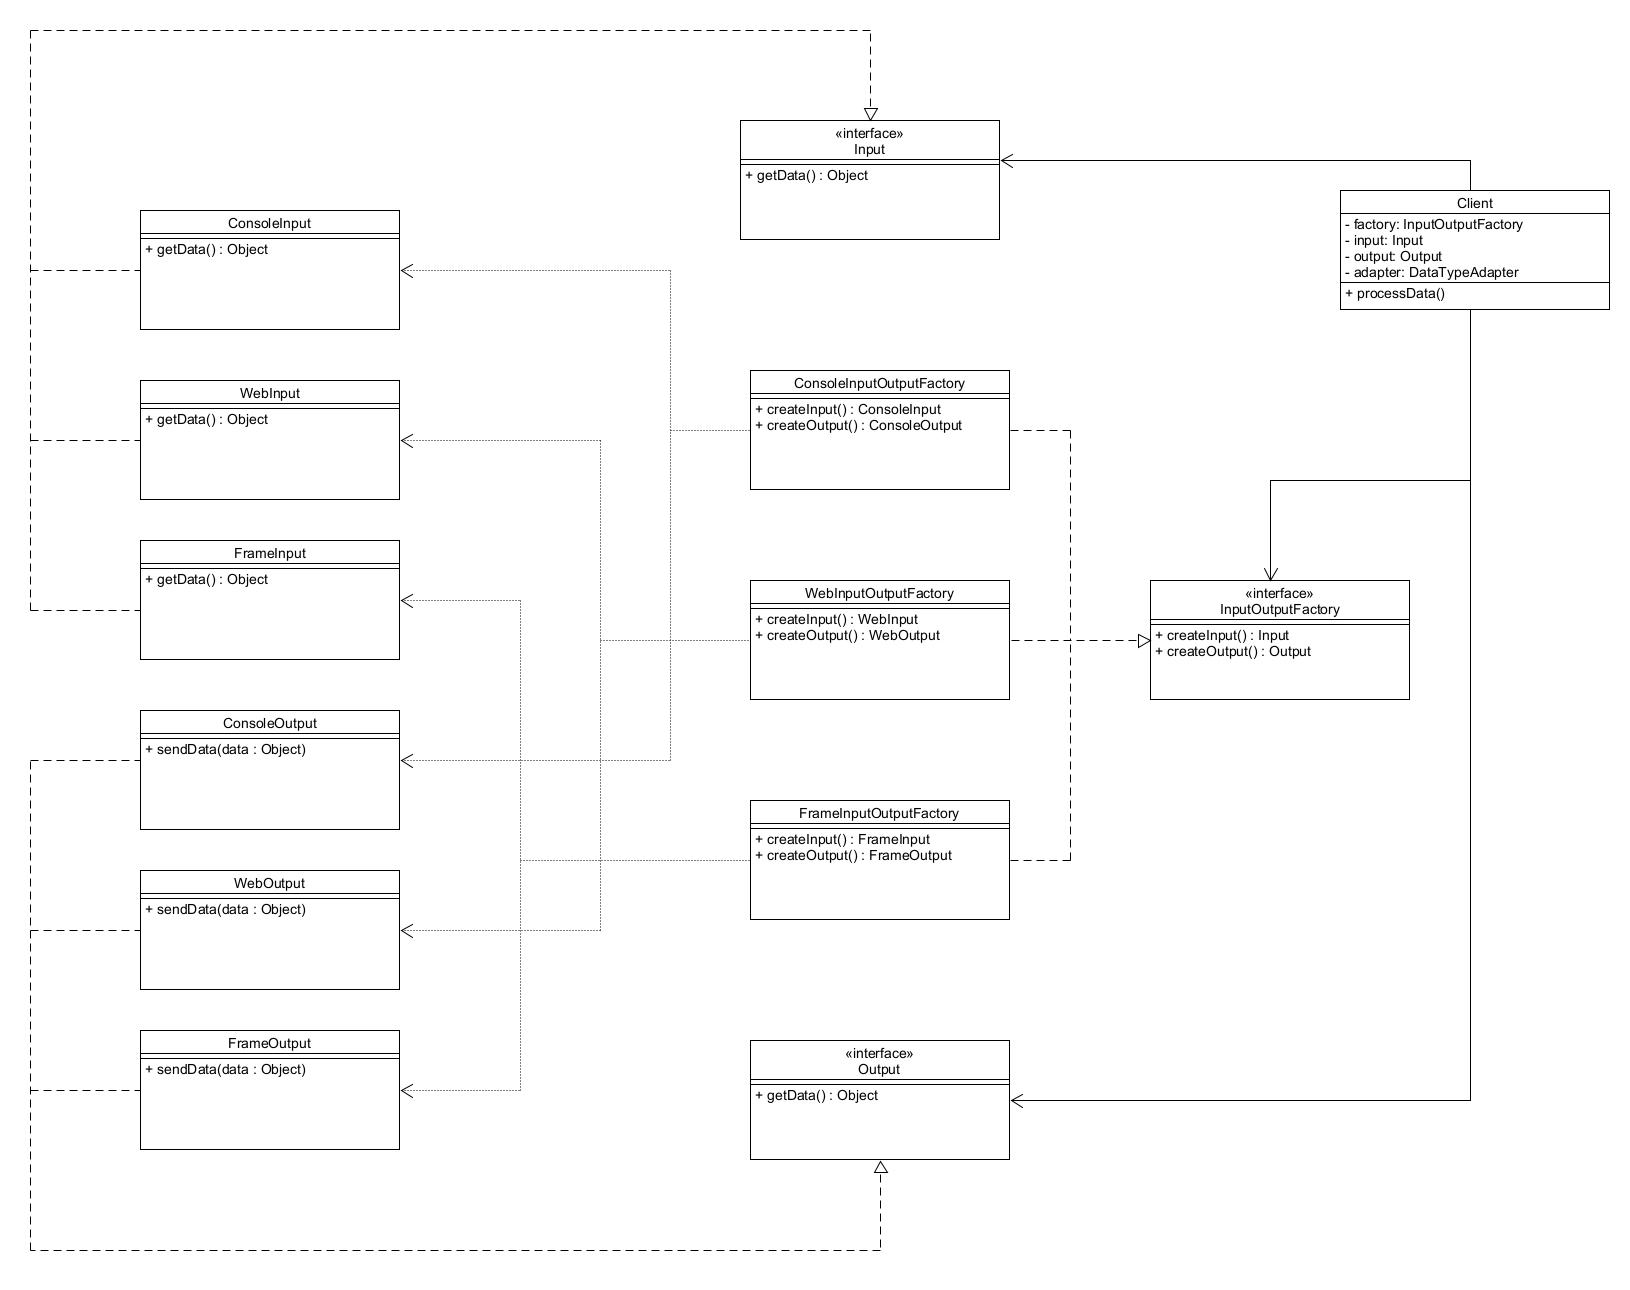 «interface»
Input
+ getData() : Object
Client
- factory: InputOutputFactory
- input: Input
- output: Output
- adapter: DataTypeAdapter
+ processData()
ConsoleInput
+ getData() : Object
WebInput
+ getData() : Object
FrameInput
+ getData() : Object
ConsoleOutput
+ sendData(data : Object)
WebOutput
+ sendData(data : Object)
FrameOutput
+ sendData(data : Object)
ConsoleInputOutputFactory
+ createInput() : ConsoleInput
+ createOutput() : ConsoleOutput
WebInputOutputFactory
+ createInput() : WebInput
+ createOutput() : WebOutput
FrameInputOutputFactory
+ createInput() : FrameInput
+ createOutput() : FrameOutput
«interface»
InputOutputFactory
+ createInput() : Input
+ createOutput() : Output
«interface»
Output
+ getData() : Object